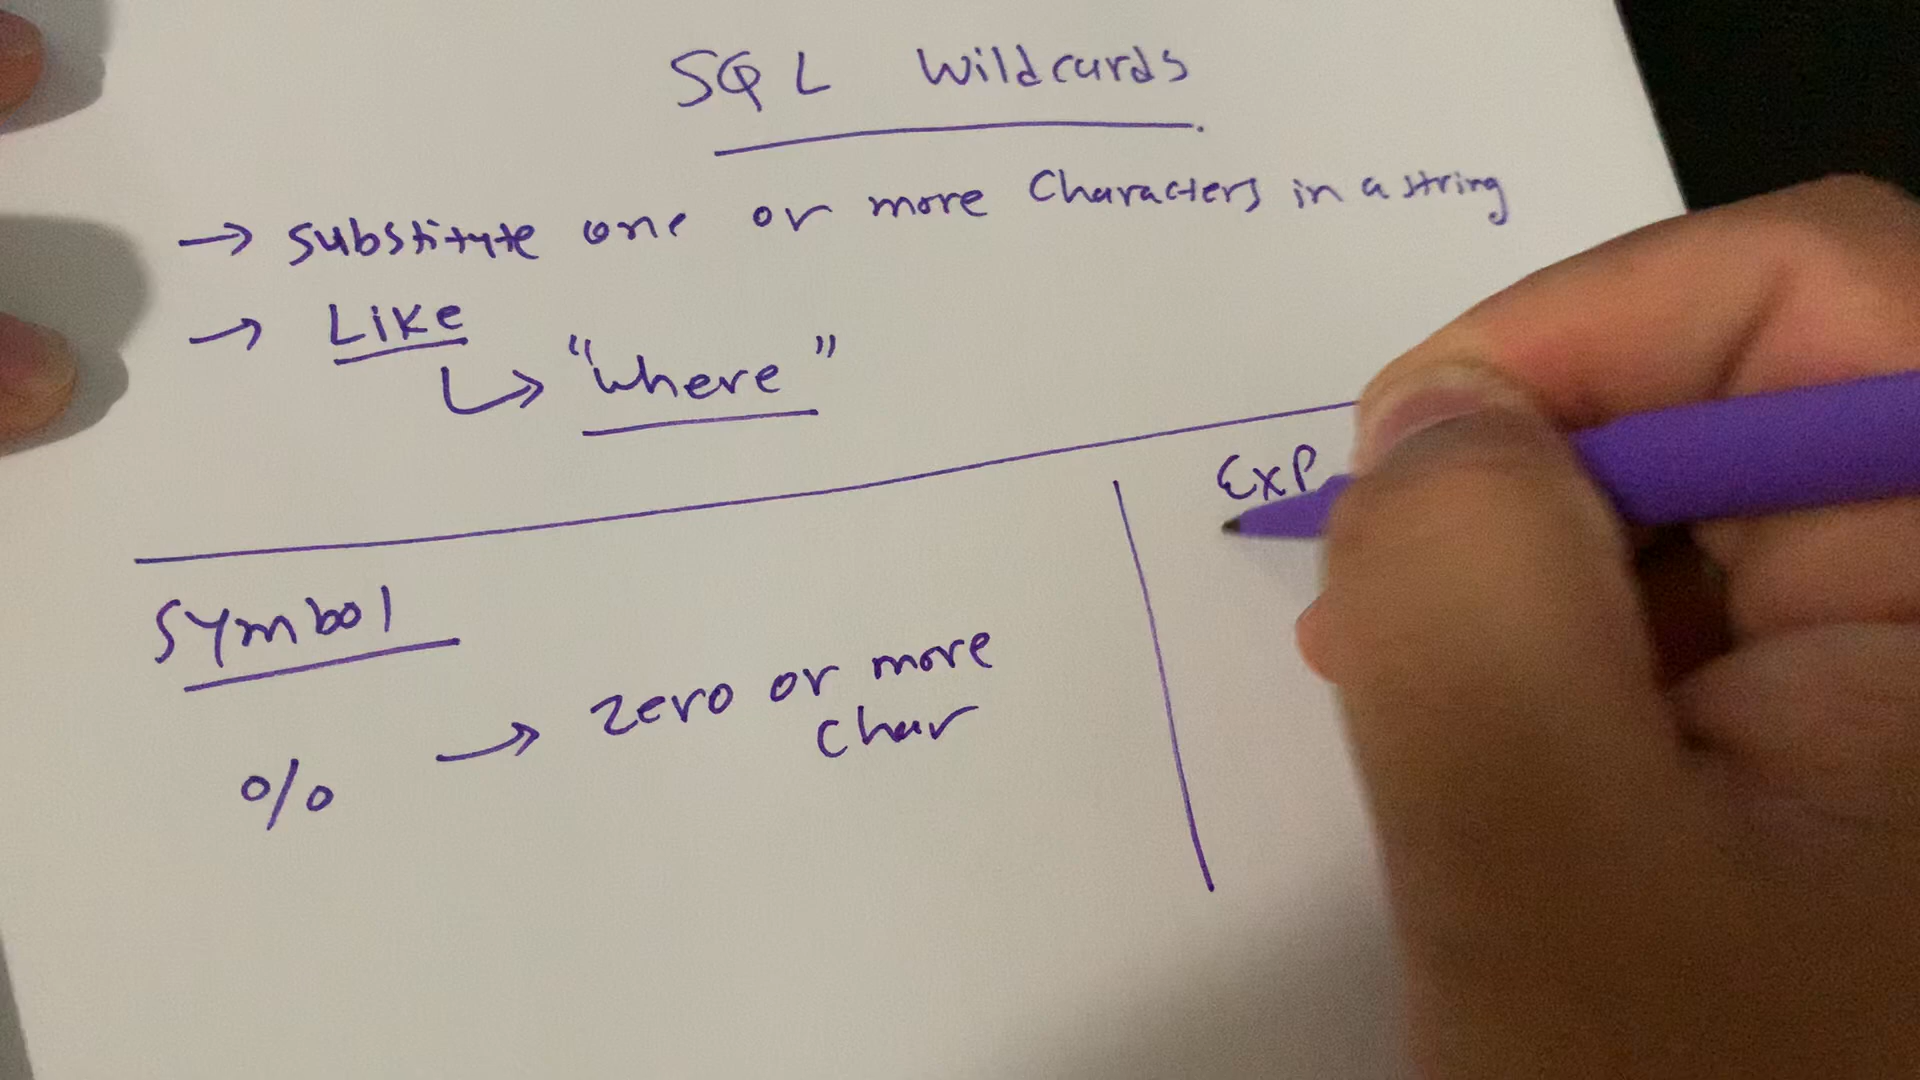 SQL Wildcards
→ Substitute one or more Characters in a string
→ Like
↳ "Where"
Symbol
Exp
% → zero or more
char